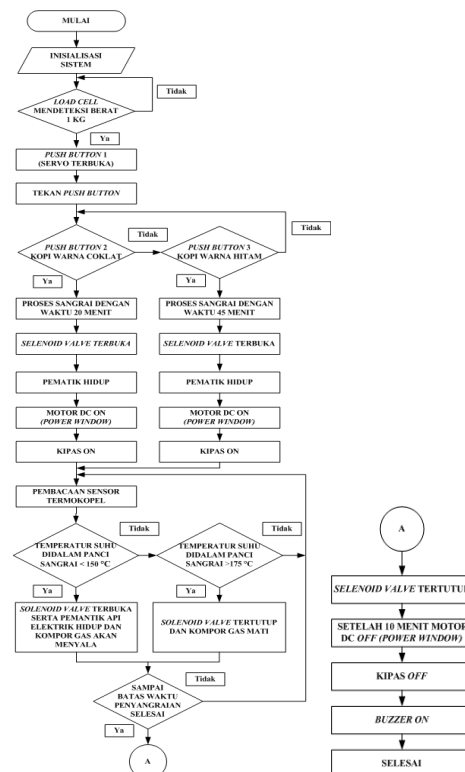 MULAI
INISIALISASI
SISTEM
Tidak
LOAD CELL
MENDETEKSI BERAT
1 KG
Ya
PUSH BUTTON 1
(SERVO TERBUKA)
TEKAN PUSH BUTTON
Tidak
Tidak
PUSH BUTTON 2
KOPI WARNA COKLAT
PUSH BUTTON 3
KOPI WARNA HITAM
Ya
Ya
PROSES SANGRAI DENGAN
WAKTU 20 MENIT
PROSES SANGRAI DENGAN
WAKTU 45 MENIT
SELENOID VALVE TERBUKA
SELENOID VALVE TERBUKA
PEMATIK HIDUP
PEMATIK HIDUP
MOTOR DC ON
(POWER WINDOW)
MOTOR DC ON
(POWER WINDOW)
KIPAS ON
KIPAS ON
PEMBACAAN SENSOR
TERMOKOPEL
Tidak
Tidak
TEMPERATUR SUHU
DIDALAM PANCI
SANGRAI < 150 °C
TEMPERATUR SUHU
DIDALAM PANCI
SANGRAI >175 °C
Ya
Ya
SOLENOID VALVE TERBUKA
SERTA PEMANTIK API
ELEKTRIK HIDUP DAN
KOMPOR GAS AKAN
MENYALA
SOLENOID VALVE TERTUTUP
DAN KOMPOR GAS MATI
Tidak
SAMPAI
BATAS WAKTU
PENYANGRAIAN
SELESAI
Ya
A
A
SELENOID VALVE TERTUTUP
SETELAH 10 MENIT MOTOR
DC OFF (POWER WINDOW)
KIPAS OFF
BUZZER ON
SELESAI